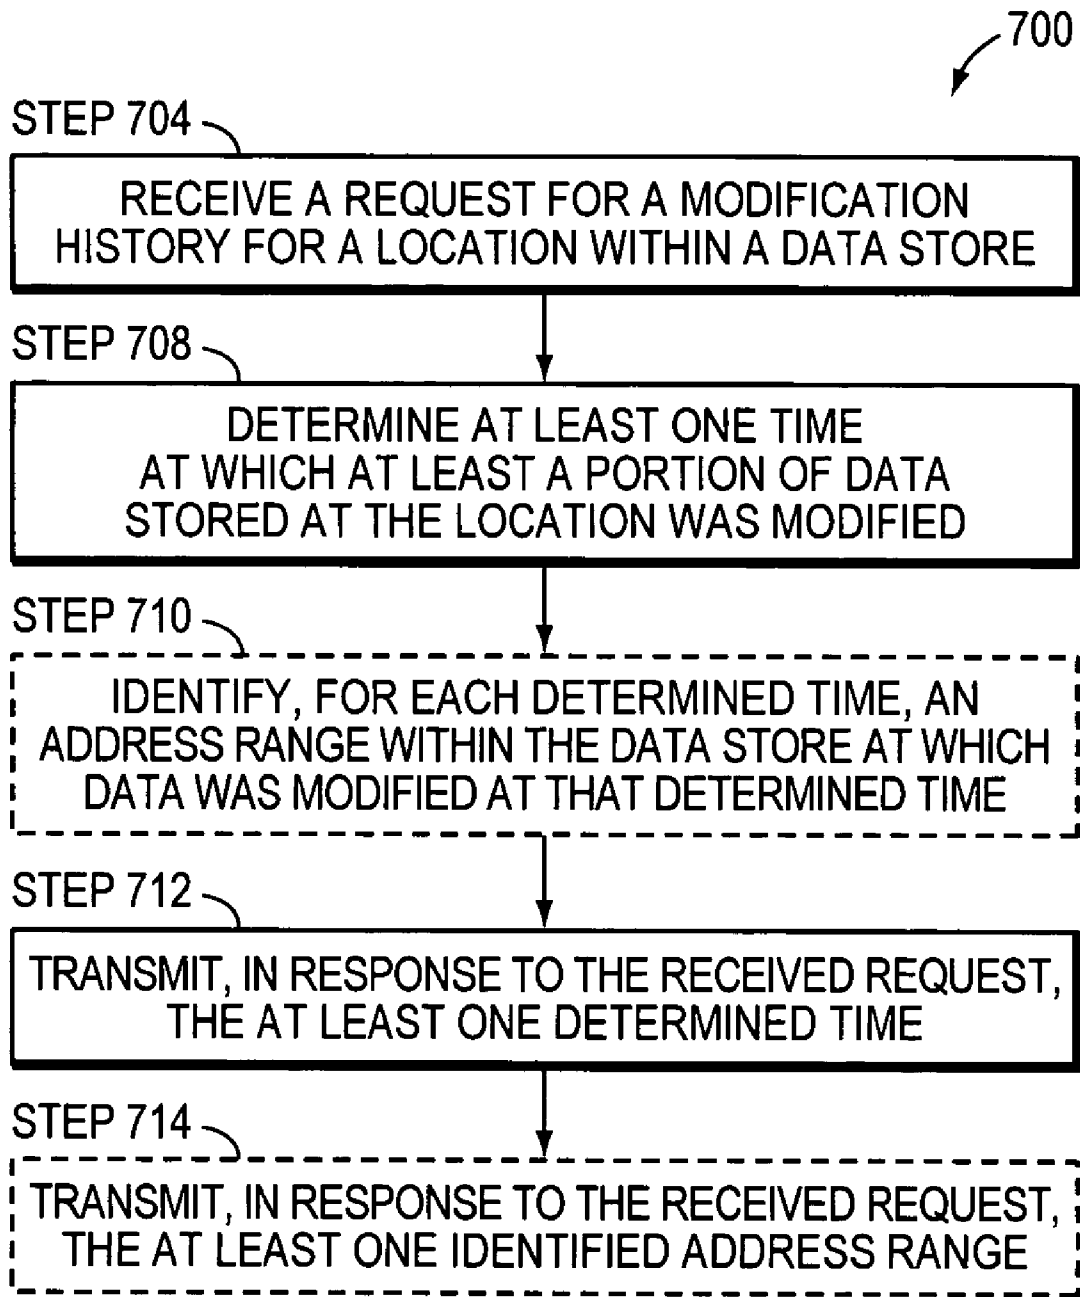 700
STEP 704
RECEIVE A REQUEST FOR A MODIFICATION
HISTORY FOR A LOCATION WITHIN A DATA STORE
STEP 708
DETERMINE AT LEAST ONE TIME
AT WHICH AT LEAST A PORTION OF DATA
STORED AT THE LOCATION WAS MODIFIED
STEP 710
IDENTIFY, FOR EACH DETERMINED TIME, AN
ADDRESS RANGE WITHIN THE DATA STORE AT WHICH
DATA WAS MODIFIED AT THAT DETERMINED TIME
STEP 712
TRANSMIT, IN RESPONSE TO THE RECEIVED REQUEST,
THE AT LEAST ONE DETERMINED TIME
STEP 714
TRANSMIT, IN RESPONSE TO THE RECEIVED REQUEST,
THE AT LEAST ONE IDENTIFIED ADDRESS RANGE